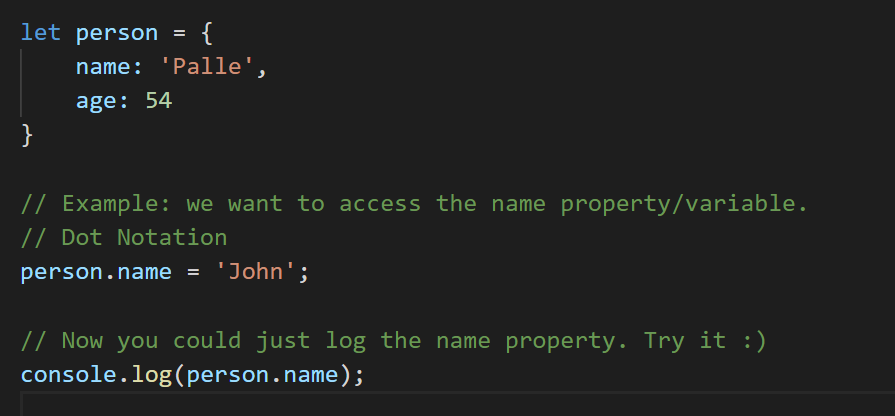 let person = {
    name: 'Palle',
    age: 54
}
// Example: we want to access the name property/variable.
// Dot Notation
person.name = 'John';
// Now you could just log the name property. Try it :)
console.log(person.name);